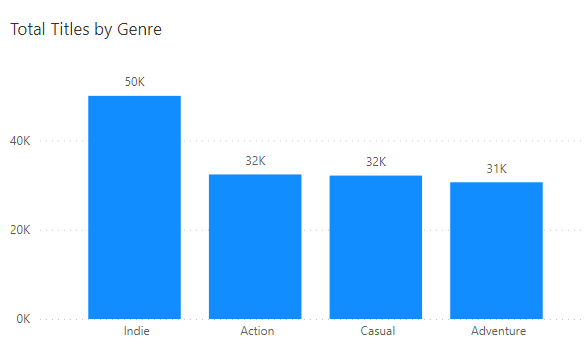 Total Titles by Genre
50K
40K
32K
32K
31K
20K
0K
Indie
Action
Casual
Adventure